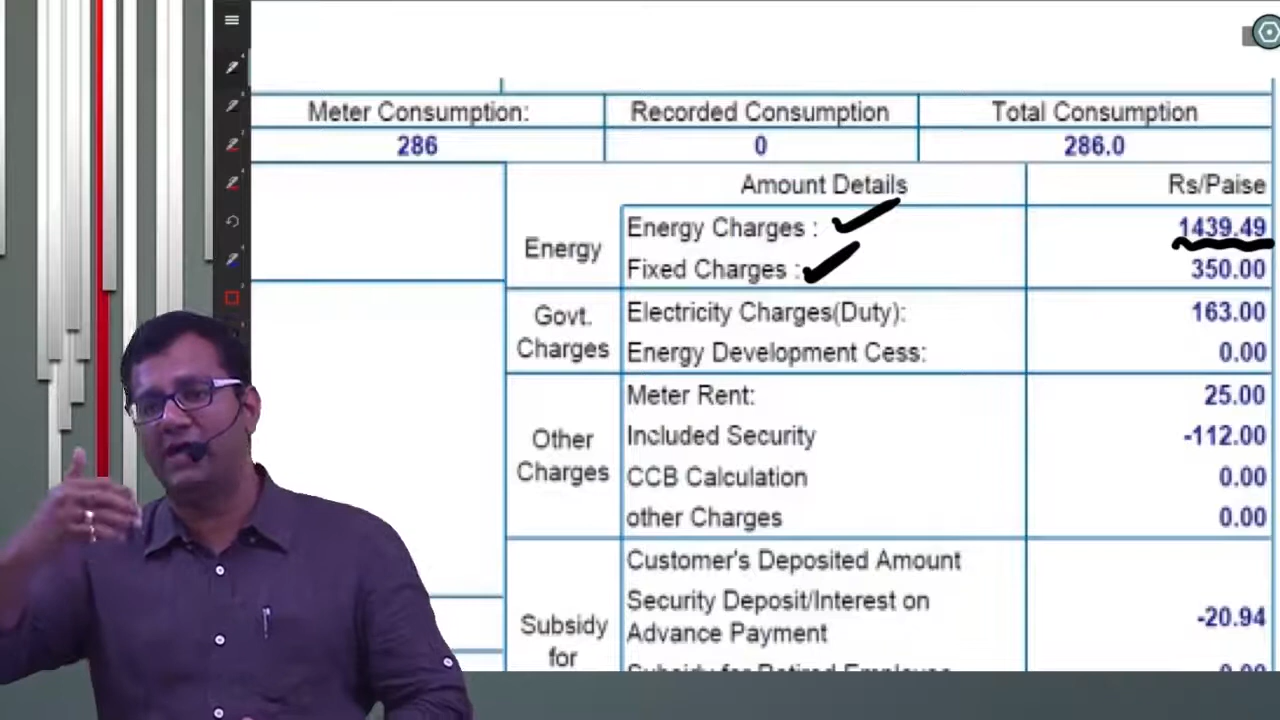 Meter Consumption: Recorded Consumption Total Consumption
286 0 286.0
Amount Details Rs/Paise
Energy
Energy Charges : 1439.49
Fixed Charges : 350.00
Govt.
Charges
Electricity Charges(Duty): 163.00
Energy Development Cess: 0.00
Other
Charges
Meter Rent: 25.00
Included Security -112.00
CCB Calculation 0.00
other Charges 0.00
Subsidy
for
Customer's Deposited Amount
Security Deposit/Interest on
Advance Payment -20.94